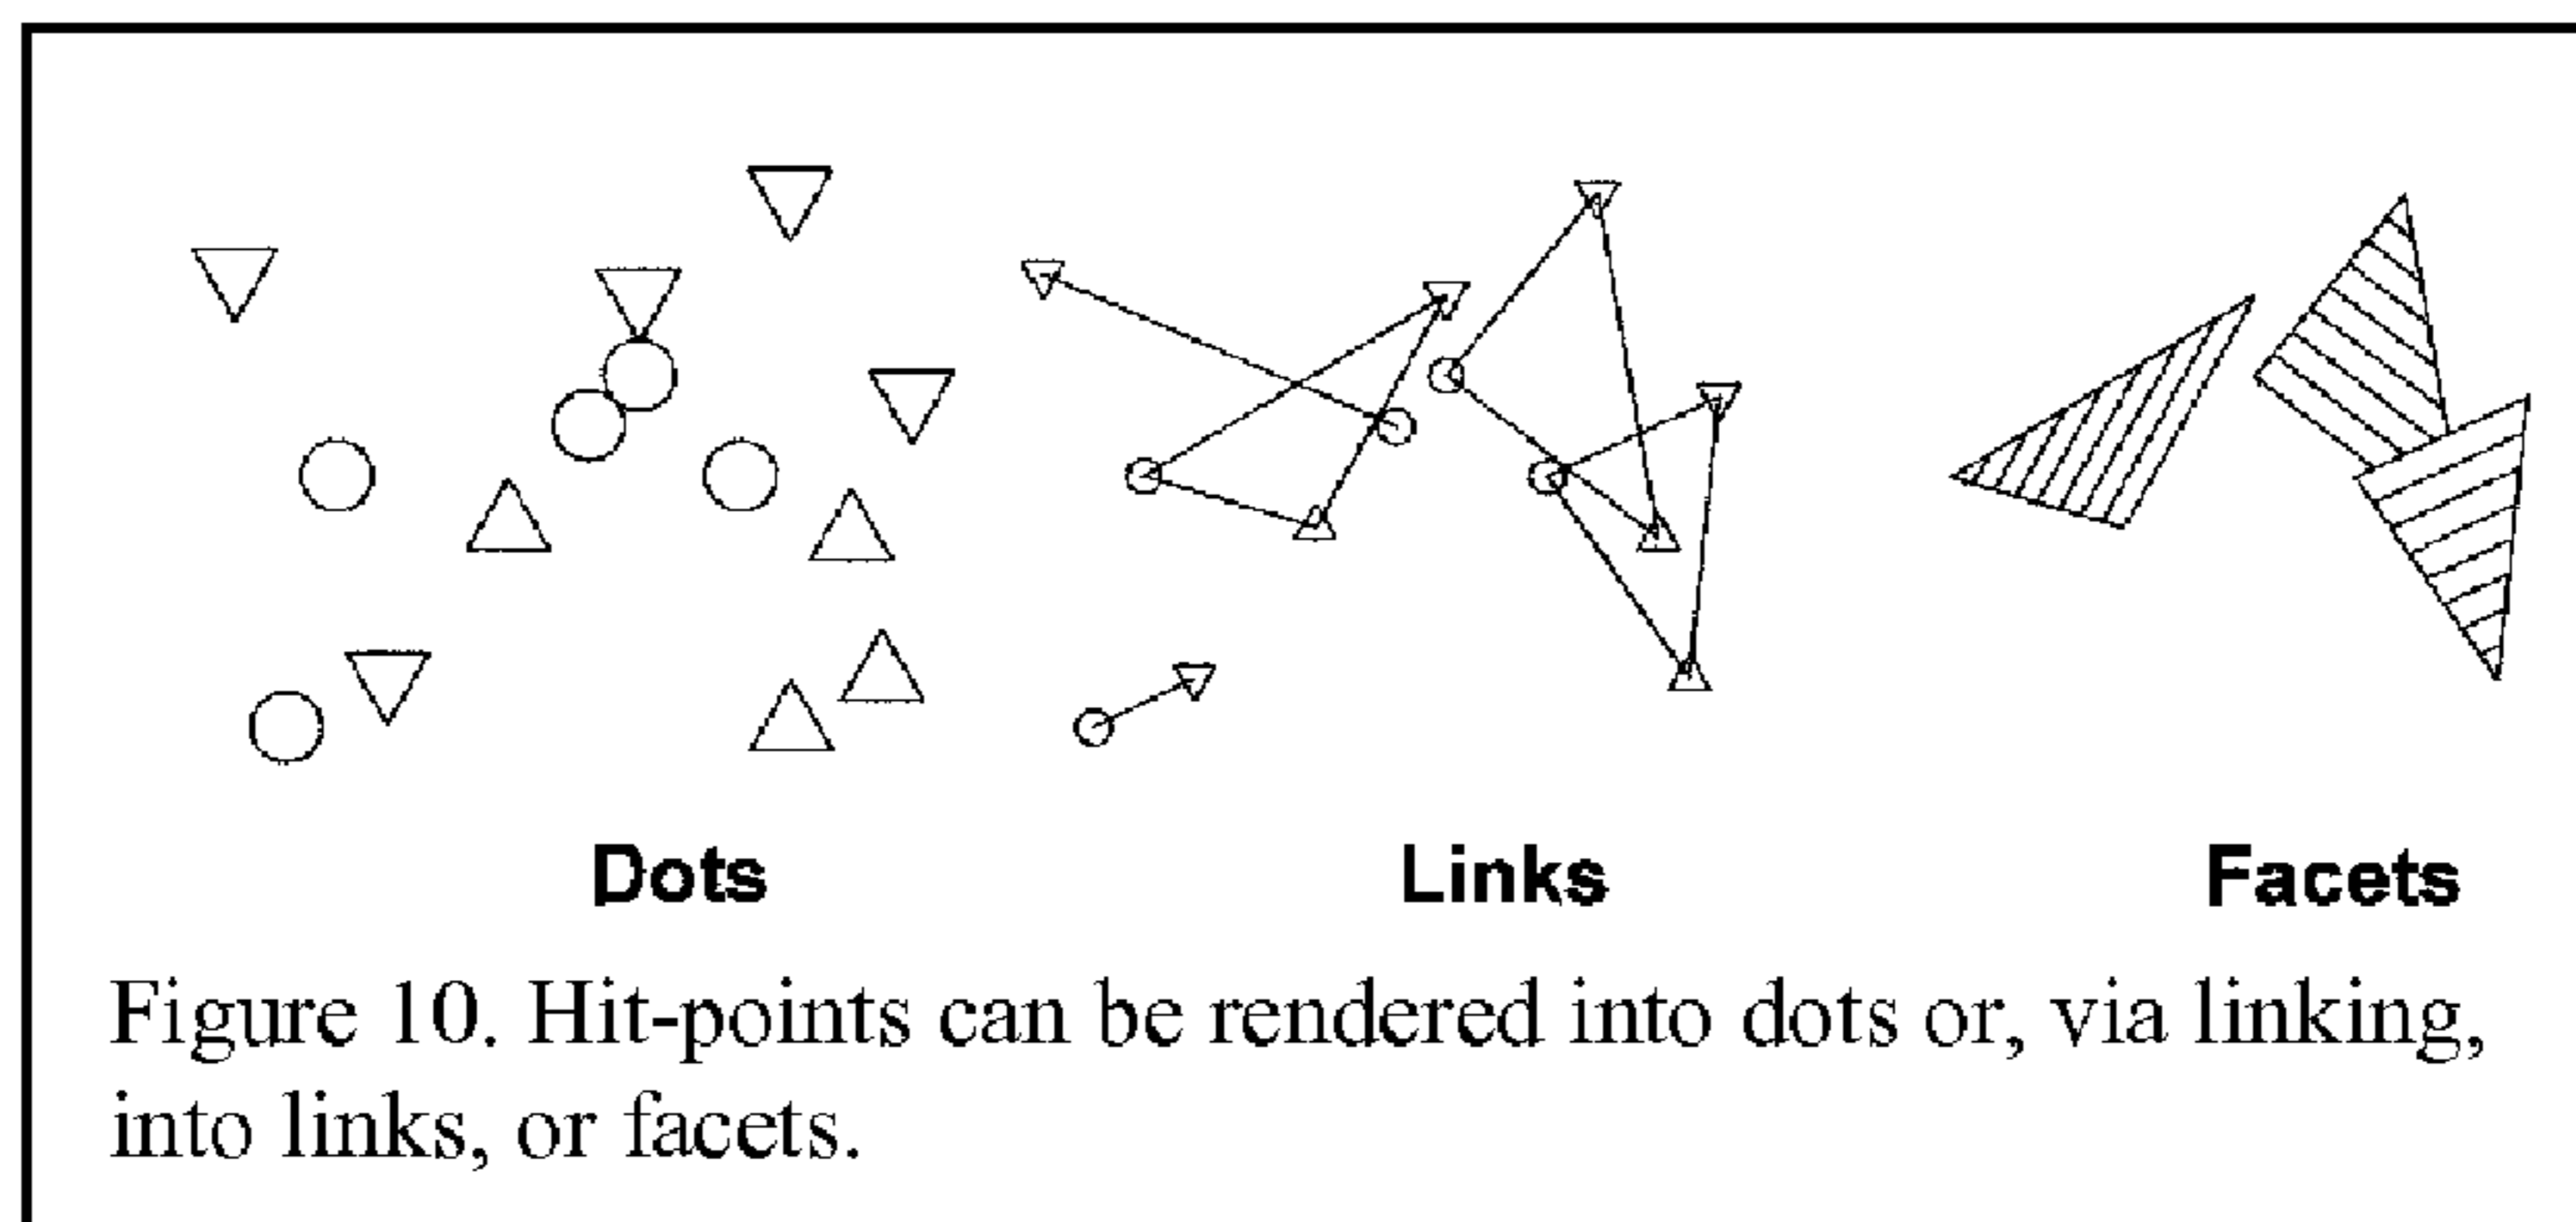 Dots Links Facets
Figure 10. Hit-points can be rendered into dots or, via linking,
into links, or facets.